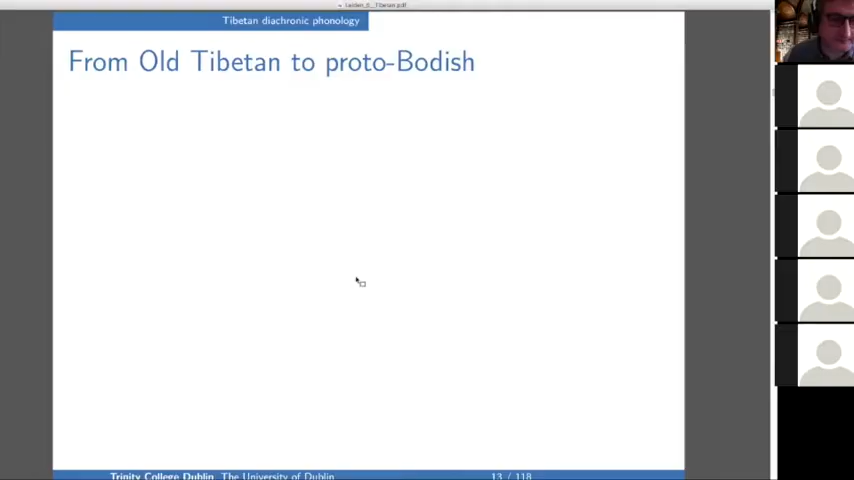 Tibetan diachronic phonology
From Old Tibetan to proto-Bodish
Trinity College Dublin, The University of Dublin
13 / 118